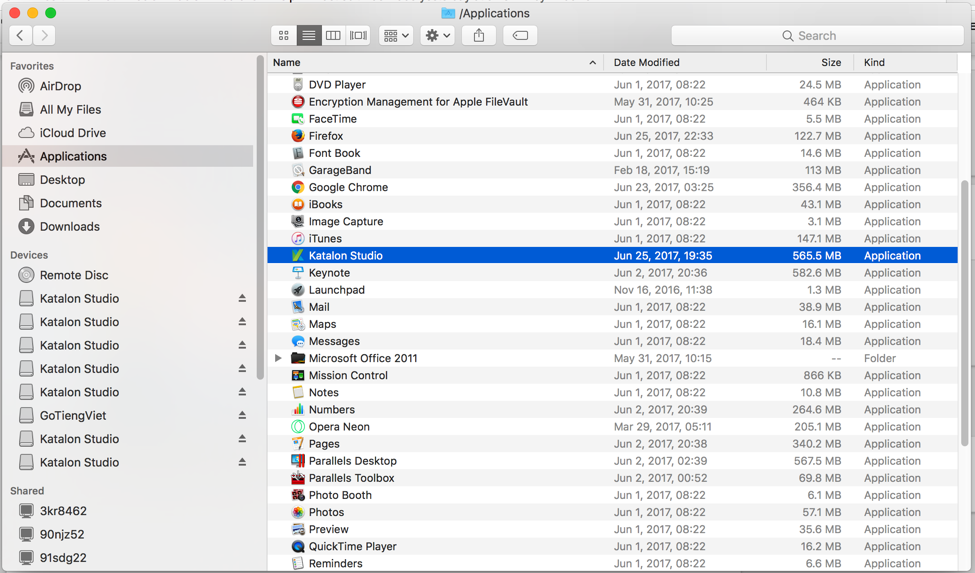 /Applications
Search
Favorites
AirDrop
All My Files
iCloud Drive
Applications
Desktop
Documents
Downloads
Devices
Remote Disc
Katalon Studio
Katalon Studio
Katalon Studio
Katalon Studio
Katalon Studio
GoTiengViet
Katalon Studio
Katalon Studio
Shared
3kr8462
90njz52
91sdg22
Name Date Modified Size Kind
DVD Player Jun 1, 2017, 08:22 24.5 MB Application
Encryption Management for Apple FileVault May 31, 2017, 10:25 464 KB Application
FaceTime Jun 1, 2017, 08:22 5.5 MB Application
Firefox Jun 25, 2017, 22:33 122.7 MB Application
Font Book Jun 1, 2017, 08:22 14.6 MB Application
GarageBand Feb 18, 2017, 15:19 113 MB Application
Google Chrome Jun 23, 2017, 03:25 356.4 MB Application
iBooks Jun 1, 2017, 08:22 43.1 MB Application
Image Capture Jun 1, 2017, 08:22 3.1 MB Application
iTunes Jun 1, 2017, 08:22 147.1 MB Application
Katalon Studio Jun 25, 2017, 19:35 565.5 MB Application
Keynote Jun 2, 2017, 20:36 582.6 MB Application
Launchpad Nov 16, 2016, 11:38 1.3 MB Application
Mail Jun 1, 2017, 08:22 38.9 MB Application
Maps Jun 1, 2017, 08:22 16.1 MB Application
Messages Jun 1, 2017, 08:22 18.4 MB Application
Microsoft Office 2011 May 31, 2017, 10:15 -- Folder
Mission Control Jun 1, 2017, 08:22 866 KB Application
Notes Jun 1, 2017, 08:22 10.8 MB Application
Numbers Jun 2, 2017, 20:39 264.6 MB Application
Opera Neon Mar 29, 2017, 05:11 205.1 MB Application
Pages Jun 2, 2017, 20:38 340.2 MB Application
Parallels Desktop Jun 2, 2017, 02:39 567.5 MB Application
Parallels Toolbox Jun 2, 2017, 00:52 69.8 MB Application
Photo Booth Jun 1, 2017, 08:22 6.1 MB Application
Photos Jun 1, 2017, 08:22 57.1 MB Application
Preview Jun 1, 2017, 08:22 35.6 MB Application
QuickTime Player Jun 1, 2017, 08:22 16.2 MB Application
Reminders Jun 1, 2017, 08:22 6.6 MB Application